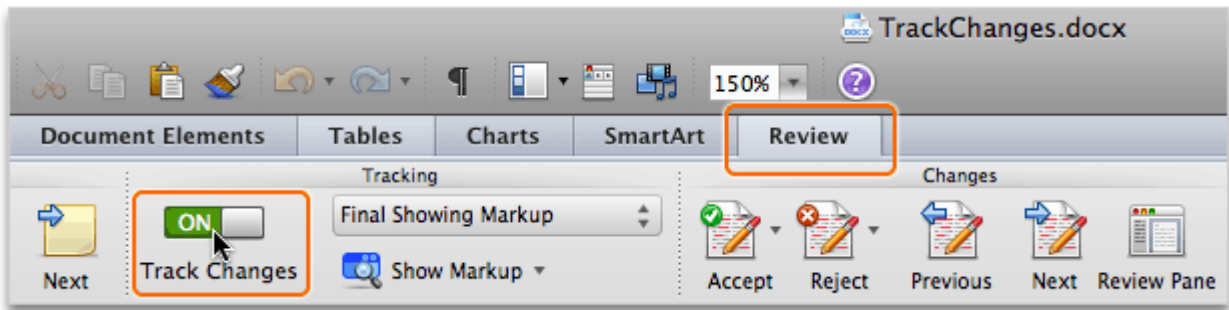 TrackChanges.docx
150%
Document Elements Tables Charts SmartArt Review
Tracking Changes
ON Final Showing Markup
Next Track Changes Show Markup Accept Reject Previous Next Review Pane